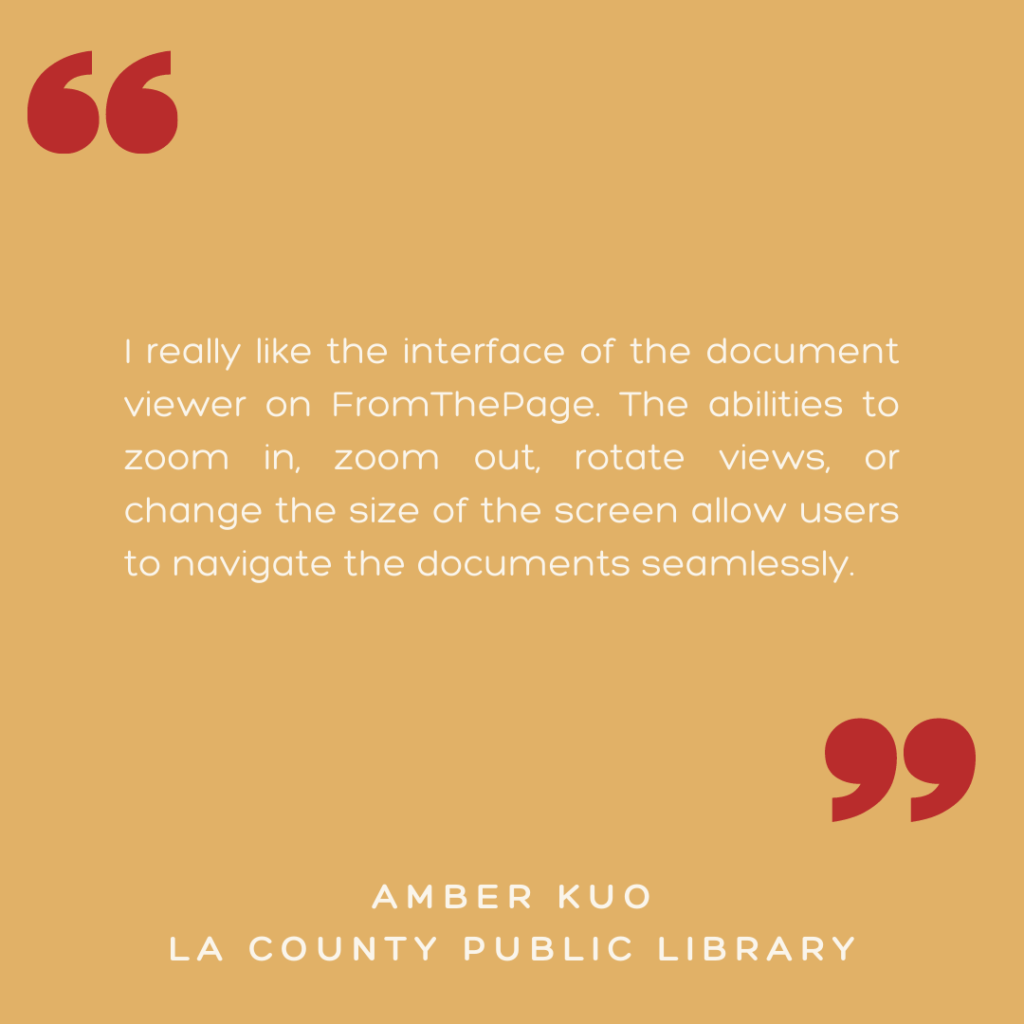 “
I really like the interface of the document
viewer on FromThePage. The abilities to
zoom in, zoom out, rotate views, or
change the size of the screen allow users
to navigate the documents seamlessly.
”
AMBER KUO
LA COUNTY PUBLIC LIBRARY